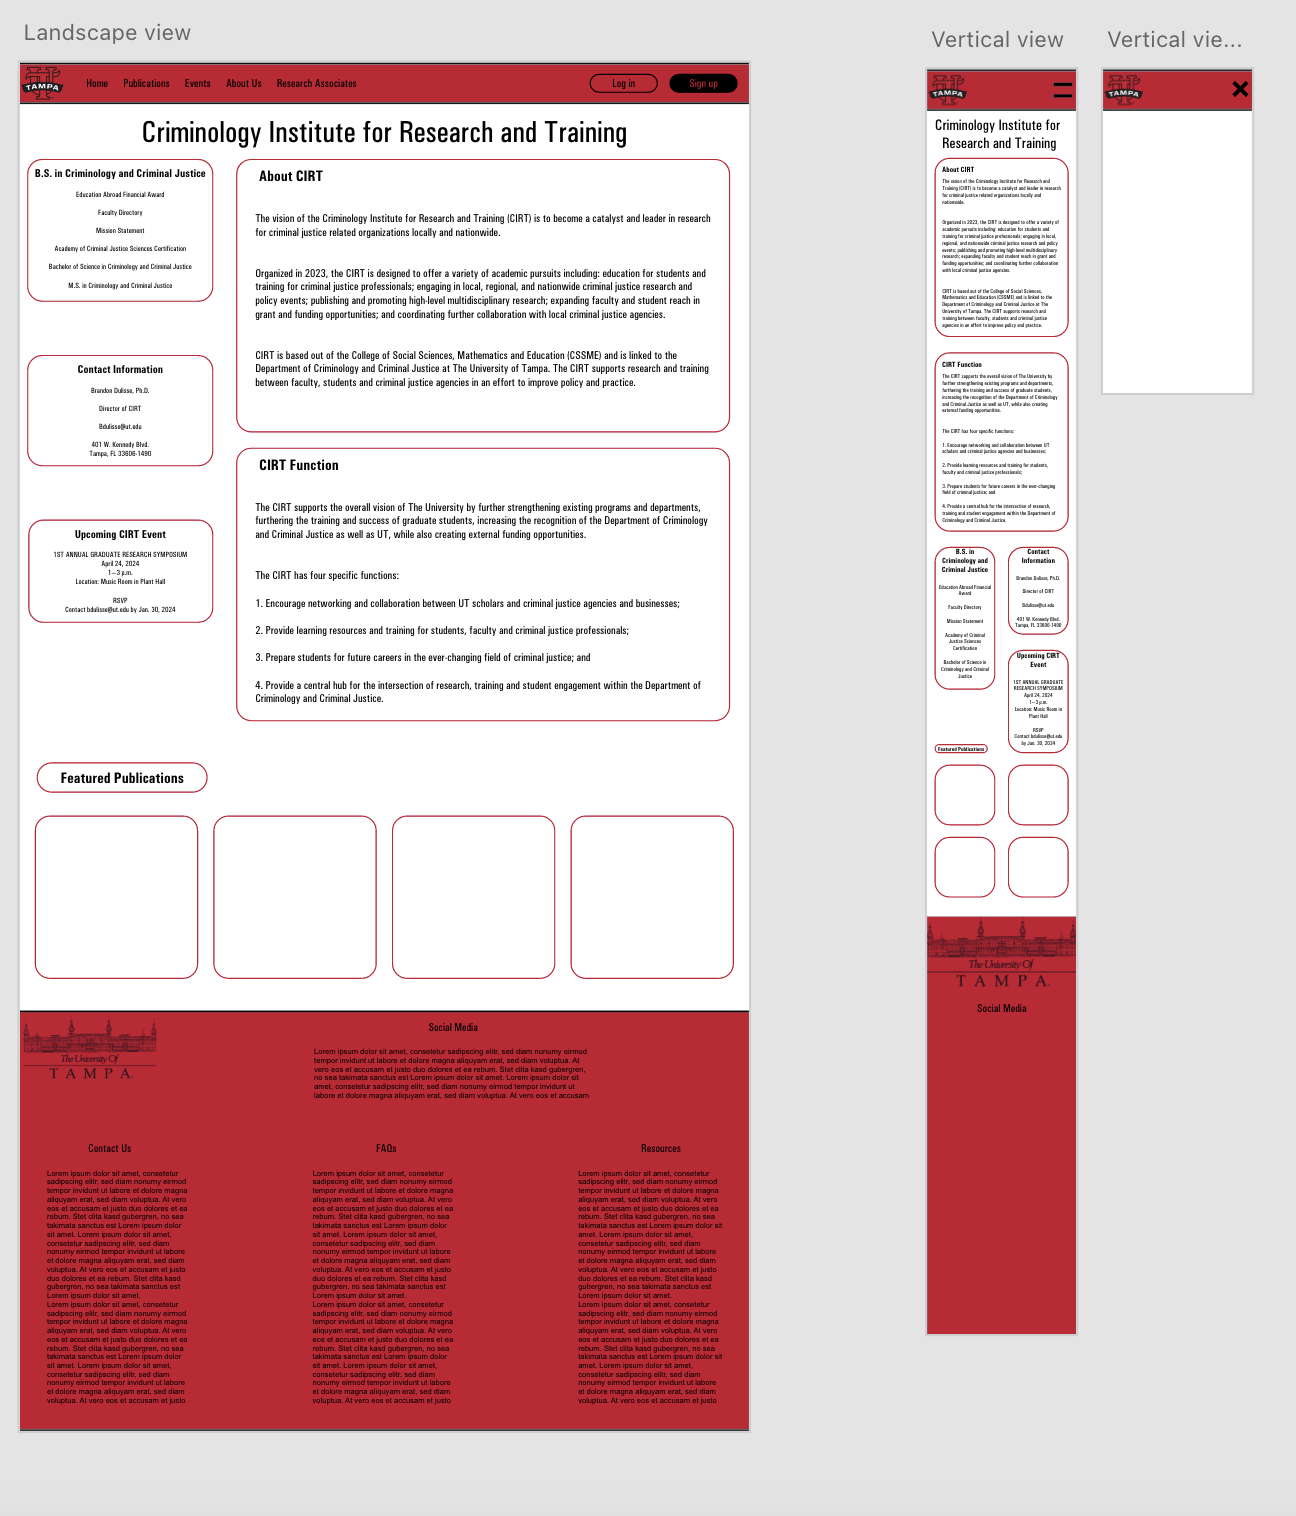 Landscape view
TAMPA
Home
Publications
Events
About Us
Research Associates
Log in
Sign up
Criminology Institute for Research and Training
B.S. in Criminology and Criminal Justice
Education Abroad Financial Award
Faculty Directory
Mission Statement
Academy of Criminal Justice Sciences Certification
Bachelor of Science in Criminology and Criminal Justice
M.S. in Criminology and Criminal Justice
Contact Information
Brandon Dulisse, Ph.D.
Director of CIRT
Bdulisse@ut.edu
401 W. Kennedy Blvd.
Tampa, FL 33606-1490
Upcoming CIRT Event
1ST ANNUAL GRADUATE RESEARCH SYMPOSIUM
April 24, 2024
1—3 p.m.
Location: Music Room in Plant Hall
RSVP
Contact bdulisse@ut.edu by Jan. 30, 2024
About CIRT
The vision of the Criminology Institute for Research and Training (CIRT) is to become a catalyst and leader in research
for criminal justice related organizations locally and nationwide.
Organized in 2023, the CIRT is designed to offer a variety of academic pursuits including: education for students and
training for criminal justice professionals; engaging in local, regional, and nationwide criminal justice research and
policy events; publishing and promoting high-level multidisciplinary research; expanding faculty and student reach in
grant and funding opportunities; and coordinating further collaboration with local criminal justice agencies.
CIRT is based out of the College of Social Sciences, Mathematics and Education (CSSME) and is linked to the
Department of Criminology and Criminal Justice at The University of Tampa. The CIRT supports research and training
between faculty, students and criminal justice agencies in an effort to improve policy and practice.
CIRT Function
The CIRT supports the overall vision of The University by further strengthening existing programs and departments,
furthering the training and success of graduate students, increasing the recognition of the Department of Criminology
and Criminal Justice as well as UT, while also creating external funding opportunities.
The CIRT has four specific functions:
1. Encourage networking and collaboration between UT scholars and criminal justice agencies and businesses;
2. Provide learning resources and training for students, faculty and criminal justice professionals;
3. Prepare students for future careers in the ever-changing field of criminal justice; and
4. Provide a central hub for the intersection of research, training and student engagement within the Department of
Criminology and Criminal Justice.
Featured Publications
The University Of
TAMPA.
Social Media
Lorem ipsum dolor sit amet, consetetur sadipscing elitr, sed diam nonumy eirmod
tempor invidunt ut labore et dolore magna aliquyam erat, sed diam voluptua. At
vero eos et accusam et justo duo dolores et ea rebum. Stet clita kasd gubergren,
no sea takimata sanctus est Lorem ipsum dolor sit amet. Lorem ipsum dolor sit
amet, consetetur sadipscing elitr, sed diam nonumy eirmod tempor invidunt ut
labore et dolore magna aliquyam erat, sed diam voluptua. At vero eos et accusam
Contact Us
Lorem ipsum dolor sit amet, consetetur
sadipscing elitr, sed diam nonumy eirmod
tempor invidunt ut labore et dolore magna
aliquyam erat, sed diam voluptua. At vero
eos et accusam et justo duo dolores et ea
rebum. Stet clita kasd gubergren, no sea
takimata sanctus est Lorem ipsum dolor
sit amet. Lorem ipsum dolor sit amet,
consetetur sadipscing elitr, sed diam
nonumy eirmod tempor invidunt ut labore
et dolore magna aliquyam erat, sed diam
voluptua. At vero eos et accusam et justo
duo dolores et ea rebum. Stet clita kasd
gubergren, no sea takimata sanctus est
Lorem ipsum dolor sit amet.
Lorem ipsum dolor sit amet, consetetur
sadipscing elitr, sed diam nonumy eirmod
tempor invidunt ut labore et dolore magna
aliquyam erat, sed diam voluptua. At vero
eos et accusam et justo duo dolores et ea
rebum. Stet clita kasd gubergren, no sea
takimata sanctus est Lorem ipsum dolor
sit amet. Lorem ipsum dolor sit amet,
consetetur sadipscing elitr, sed diam
nonumy eirmod tempor invidunt ut labore
et dolore magna aliquyam erat, sed diam
voluptua. At vero eos et accusam et justo
FAQs
Lorem ipsum dolor sit amet, consetetur
sadipscing elitr, sed diam nonumy eirmod
tempor invidunt ut labore et dolore magna
aliquyam erat, sed diam voluptua. At vero
eos et accusam et justo duo dolores et ea
rebum. Stet clita kasd gubergren, no sea
takimata sanctus est Lorem ipsum dolor
sit amet. Lorem ipsum dolor sit amet,
consetetur sadipscing elitr, sed diam
nonumy eirmod tempor invidunt ut labore
et dolore magna aliquyam erat, sed diam
voluptua. At vero eos et accusam et justo
duo dolores et ea rebum. Stet clita kasd
gubergren, no sea takimata sanctus est
Lorem ipsum dolor sit amet.
Lorem ipsum dolor sit amet, consetetur
sadipscing elitr, sed diam nonumy eirmod
tempor invidunt ut labore et dolore magna
aliquyam erat, sed diam voluptua. At vero
eos et accusam et justo duo dolores et ea
rebum. Stet clita kasd gubergren, no sea
takimata sanctus est Lorem ipsum dolor
sit amet. Lorem ipsum dolor sit amet,
consetetur sadipscing elitr, sed diam
nonumy eirmod tempor invidunt ut labore
et dolore magna aliquyam erat, sed diam
voluptua. At vero eos et accusam et justo
Resources
Lorem ipsum dolor sit amet, consetetur
sadipscing elitr, sed diam nonumy eirmod
tempor invidunt ut labore et dolore magna
aliquyam erat, sed diam voluptua. At vero
eos et accusam et justo duo dolores et ea
rebum. Stet clita kasd gubergren, no sea
takimata sanctus est Lorem ipsum dolor sit
sit amet. Lorem ipsum dolor sit amet,
consetetur sadipscing elitr, sed diam
nonumy eirmod tempor invidunt ut labore
et dolore magna aliquyam erat, sed diam
voluptua. At vero eos et accusam et justo
duo dolores et ea rebum. Stet clita kasd
gubergren, no sea takimata sanctus est
Lorem ipsum dolor sit amet.
Lorem ipsum dolor sit amet, consetetur
sadipscing elitr, sed diam nonumy eirmod
tempor invidunt ut labore et dolore magna
aliquyam erat, sed diam voluptua. At vero
eos et accusam et justo duo dolores et ea
rebum. Stet clita kasd gubergren, no sea
takimata sanctus est Lorem ipsum dolor sit
sit amet. Lorem ipsum dolor sit amet,
consetetur sadipscing elitr, sed diam
nonumy eirmod tempor invidunt ut labore
et dolore magna aliquyam erat, sed diam
voluptua. At vero eos et accusam et justo
Vertical view
TAMPA
Criminology Institute for
Research and Training
About CIRT
The vision of the Criminology Institute for Research and
Training (CIRT) is to become a catalyst and leader in research
for criminal justice related organizations locally and
nationwide.
Organized in 2023, the CIRT is designed to offer a variety of
academic pursuits including: education for students and
training for criminal justice professionals; engaging in local,
regional, and nationwide criminal justice research and policy
events; publishing and promoting high-level multidisciplinary
research; expanding faculty and student reach in grant and
funding opportunities; and coordinating further collaboration
with local criminal justice agencies.
CIRT is based out of the College of Social Sciences,
Mathematics and Education (CSSME) and is linked to the
Department of Criminology and Criminal Justice at The
University of Tampa. The CIRT supports research and
training between faculty, students and criminal justice
agencies in an effort to improve policy and practice.
CIRT Function
The CIRT supports the overall vision of The University by
further strengthening existing programs and departments,
furthering the training and success of graduate students,
increasing the recognition of the Department of Criminology
and Criminal Justice as well as UT, while also creating
external funding opportunities.
The CIRT has four specific functions:
1. Encourage networking and collaboration between UT
scholars and criminal justice agencies and businesses;
2. Provide learning resources and training for students,
faculty and criminal justice professionals;
3. Prepare students for future careers in the ever-changing
field of criminal justice; and
4. Provide a central hub for the intersection of research,
training and student engagement within the Department of
Criminology and Criminal Justice.
B.S. in
Criminology and
Criminal Justice
Education Abroad Financial
Award
Faculty Directory
Mission Statement
Academy of Criminal
Justice Sciences
Certification
Bachelor of Science in
Criminology and Criminal
Justice
Contact
Information
Brandon Dulisse, Ph.D.
Director of CIRT
Bdulisse@ut.edu
401 W. Kennedy Blvd.
Tampa, FL 33606-1490
Upcoming CIRT
Event
1ST ANNUAL GRADUATE
RESEARCH SYMPOSIUM
April 24, 2024
1—3 p.m.
Location: Music Room in
Plant Hall
RSVP
Contact bdulisse@ut.edu
by Jan. 30, 2024
Featured Publications
The University Of
TAMPA.
Social Media
Vertical vie...
TAMPA